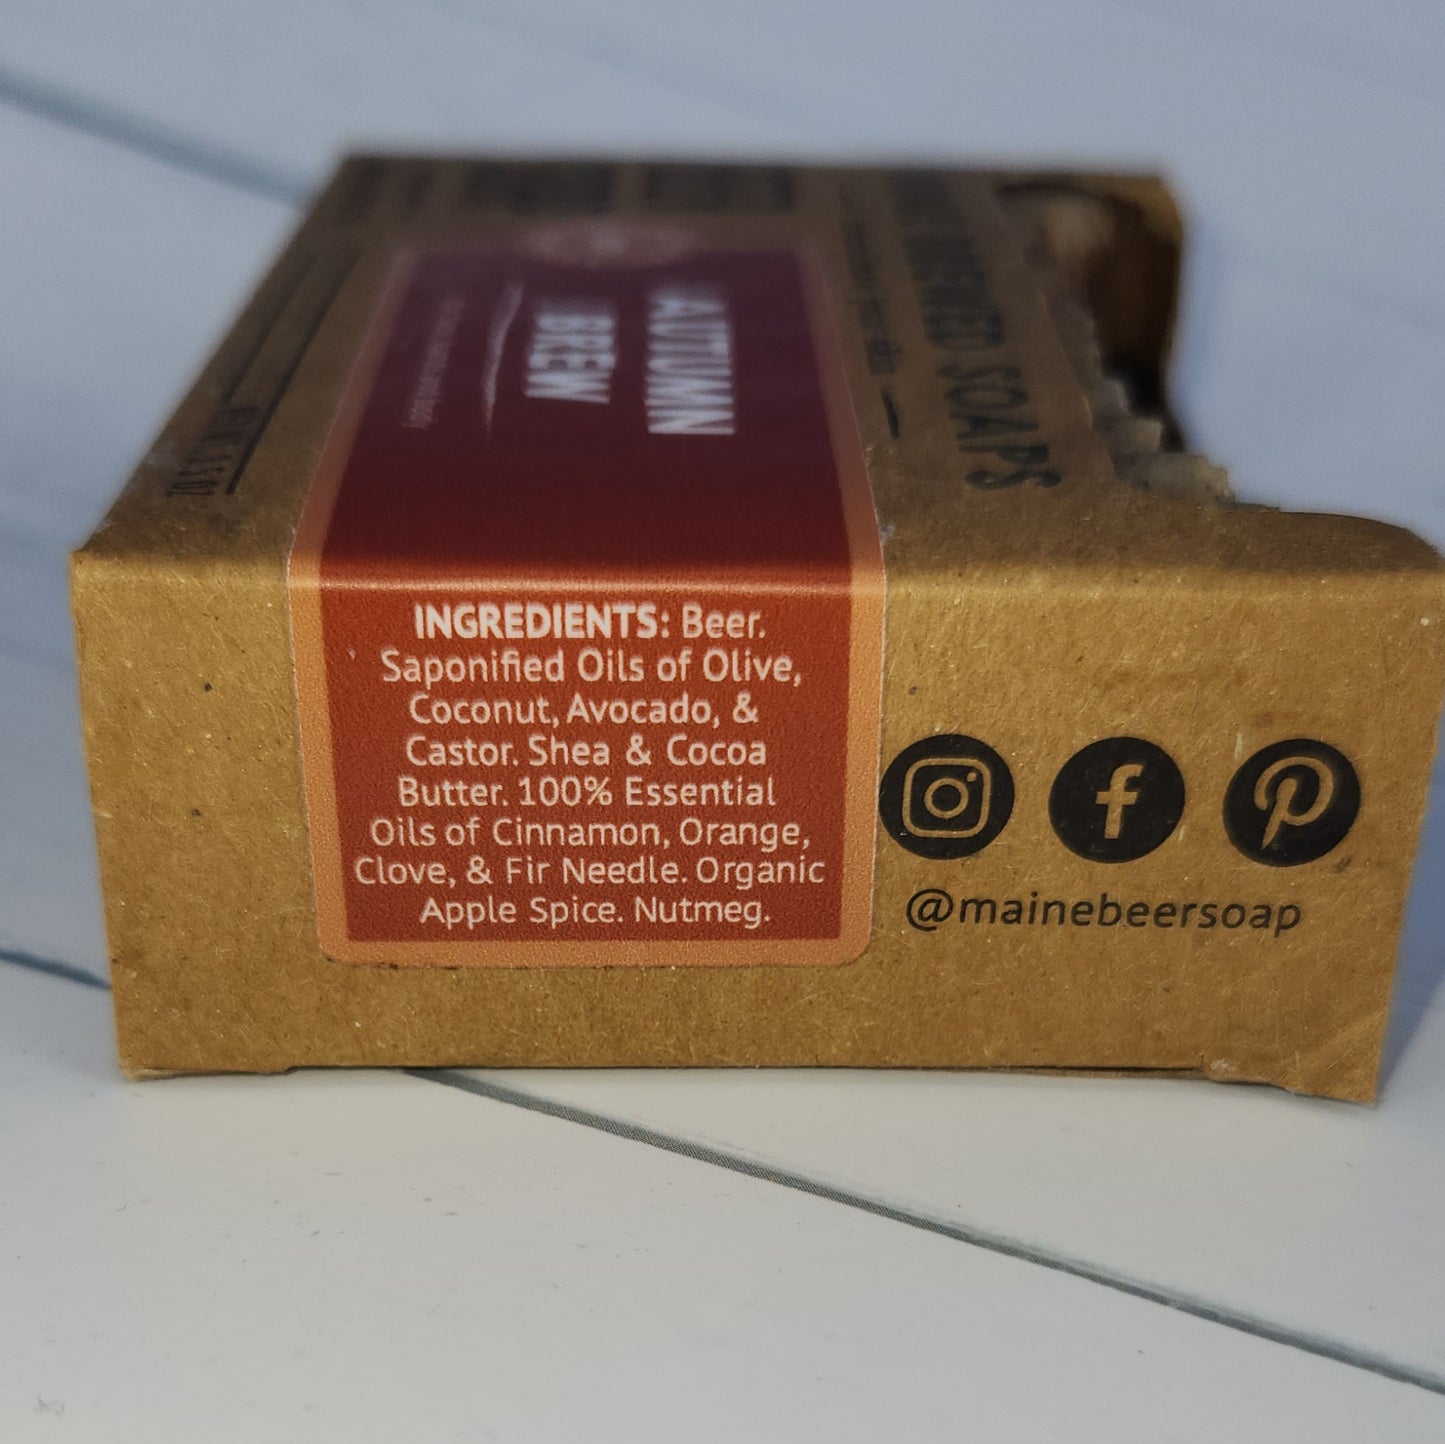 AUTUMN
BREW
SOAPS
INGREDIENTS: Beer.
Saponified Oils of Olive,
Coconut, Avocado, &
Castor. Shea & Cocoa
Butter. 100% Essential
Oils of Cinnamon, Orange,
Clove, & Fir Needle. Organic
Apple Spice. Nutmeg.
@mainebeersoap